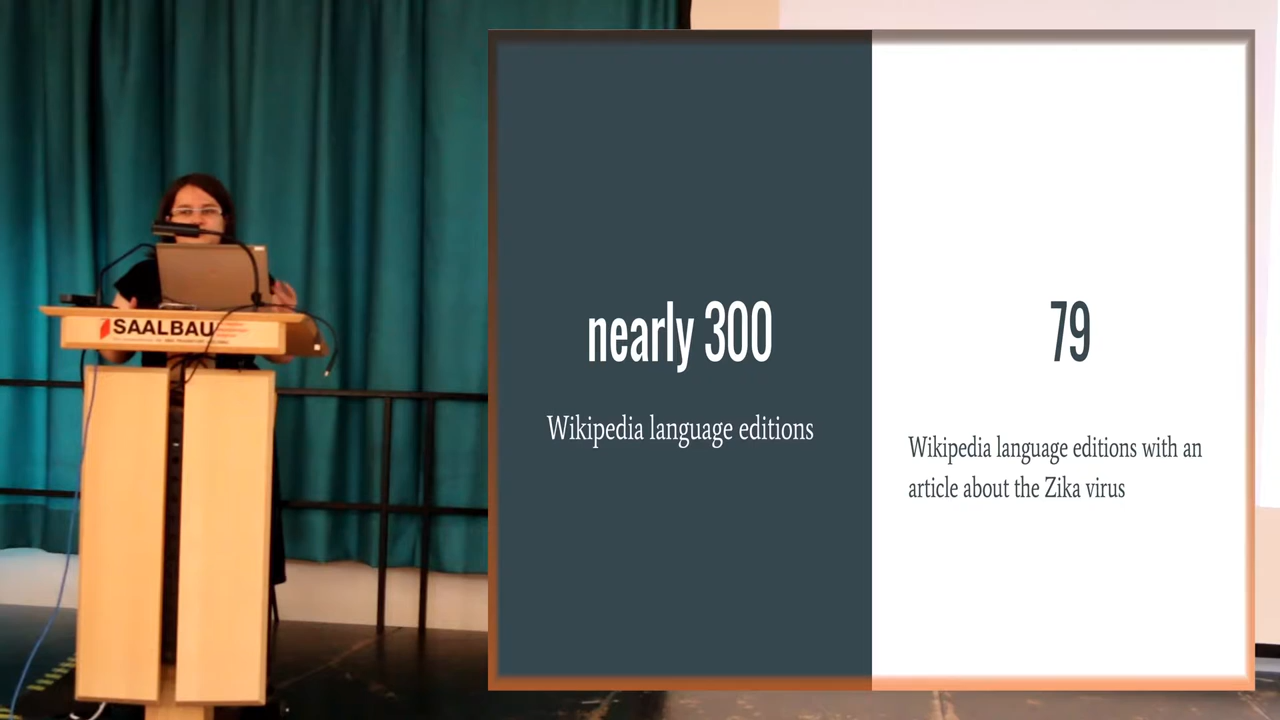 SAALBAU
nearly 300
Wikipedia language editions
79
Wikipedia language editions with an
article about the Zika virus